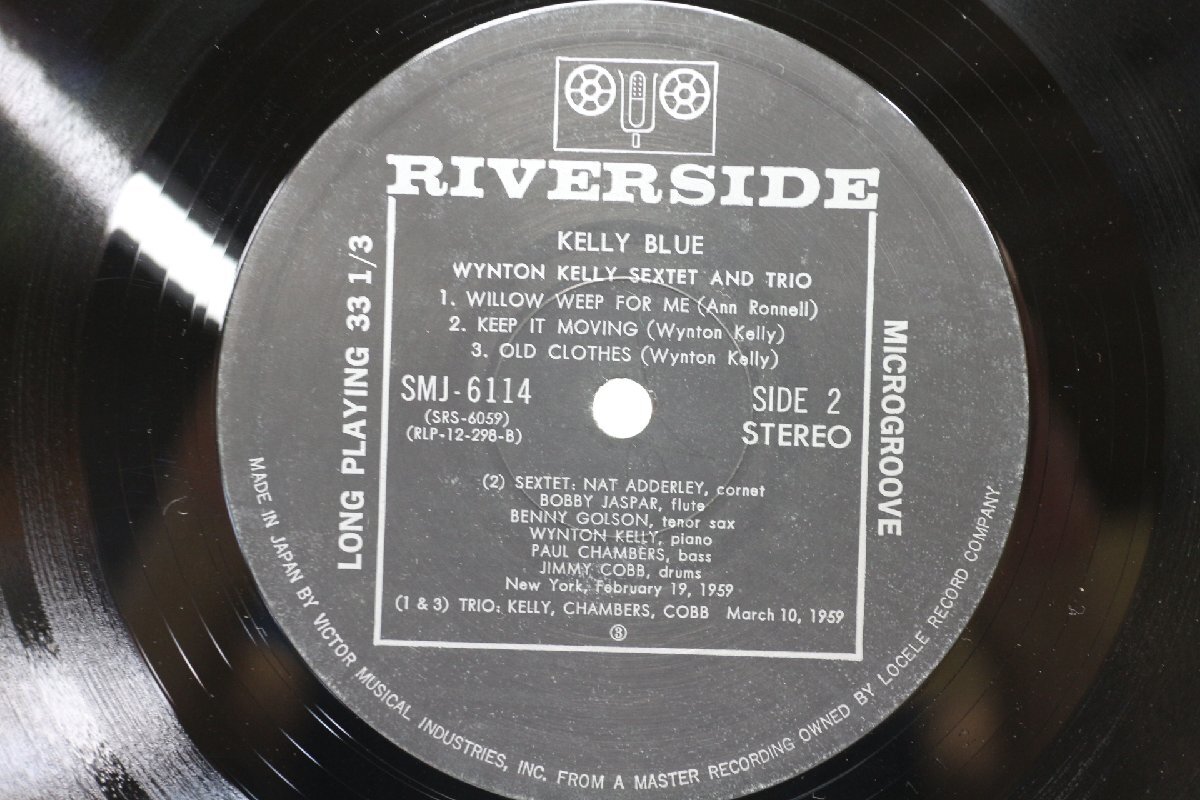 RIVERSIDE
KELLY BLUE
WYNTON KELLY SEXTET AND TRIO
1. WILLOW WEEP FOR ME (Ann Ronnell)
2. KEEP IT MOVING (Wynton Kelly)
3. OLD CLOTHES (Wynton Kelly)
SMJ-6114
(SRS-6059)
(RLP-12-298-B)
SIDE 2
STEREO
LONG PLAYING 33 1/3
MICROGROOVE
(2) SEXTET: NAT ADDERLEY, cornet
BOBBY JASPAR, flute
BENNY GOLSON, tenor sax
WYNTON KELLY, piano
PAUL CHAMBERS, bass
JIMMY COBB, drums
New York, February 19, 1959
(1 & 3) TRIO: KELLY, CHAMBERS, COBB March 10, 1959
③
MADE IN JAPAN BY VICTOR MUSICAL INDUSTRIES, INC. FROM A MASTER RECORDING OWNED BY LOCELE RECORD COMPANY